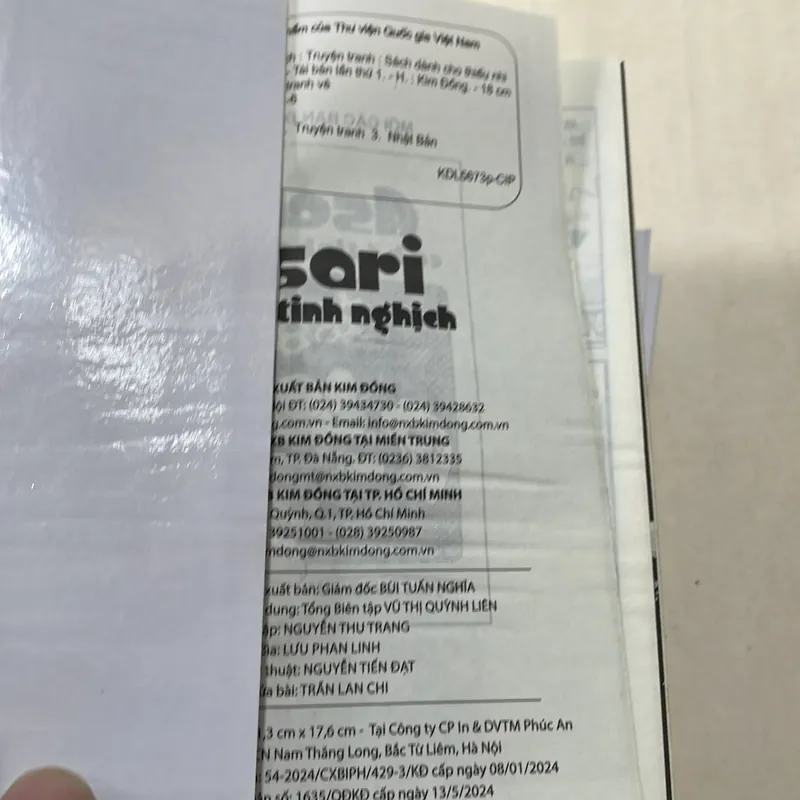 của Thư viện Quốc gia Việt Nam
: Truyện tranh : Sách dành cho thiếu nhi
- Tái bản lần thứ 1. - H. : Kim Đồng. - 18 cm
tranh vẽ
Truyện tranh 3. Nhật Bản
KDL5673p-CIP
sari
tinh nghịch
XUẤT BẢN KIM ĐỒNG
ĐT: (024) 39434730 - (024) 39428632
.com.vn - Email: info@nxbkimdong.com.vn
KIM ĐỒNG TẠI MIỀN TRUNG
, TP. Đà Nẵng. ĐT: (0236) 3812335
dongmt@nxbkimdong.com.vn
KIM ĐỒNG TẠI TP. HỒ CHÍ MINH
Quỳnh, Q.1, TP. Hồ Chí Minh
39251001 - (028) 39250987
mdong@nxbkimdong.com.vn
xuất bản: Giám đốc BÙI TUẤN NGHĨA
dung: Tổng Biên tập VŨ THỊ QUỲNH LIÊN
: NGUYỄN THU TRANG
: LƯU PHAN LINH
thuật: NGUYỄN TIẾN ĐẠT
bài: TRẦN LAN CHI
,3 cm x 17,6 cm - Tại Công ty CP In & DVTM Phúc An
N Nam Thăng Long, Bắc Từ Liêm, Hà Nội
: 54-2024/CXBIPH/429-3/KĐ cấp ngày 08/01/2024
số: 1635/QĐKĐ cấp ngày 13/5/2024